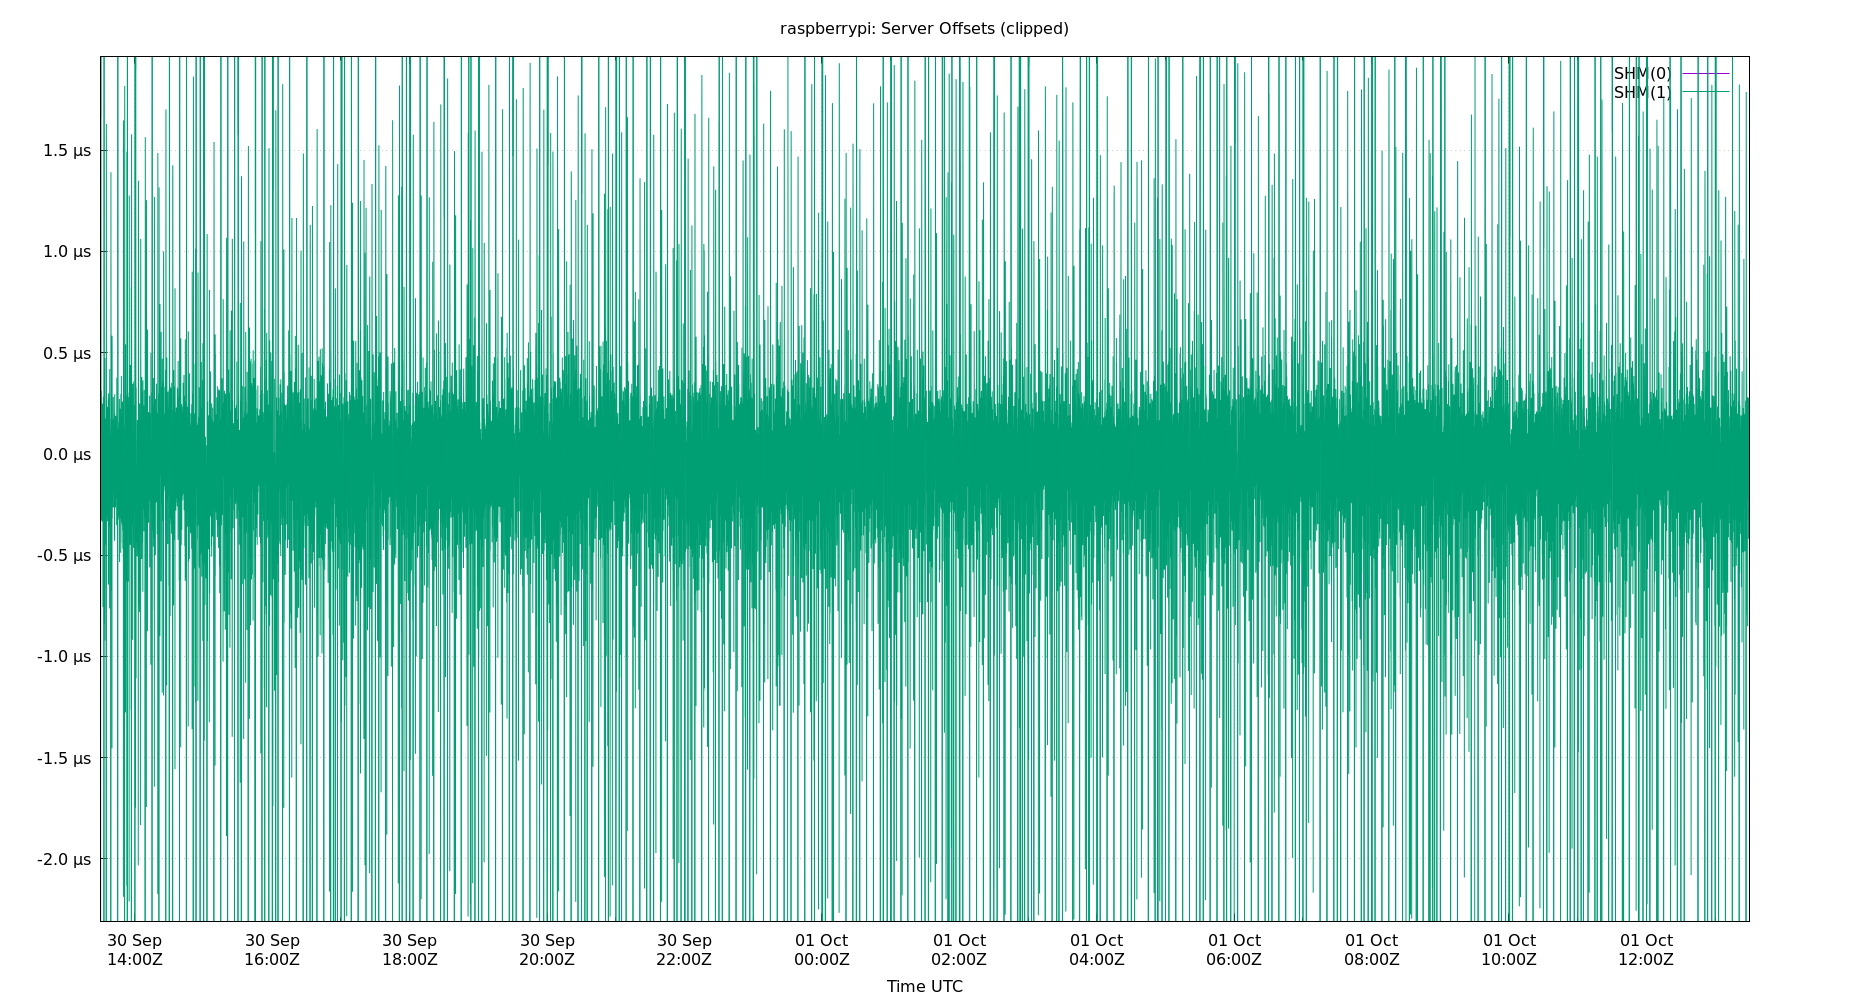 raspberrypi: Server Offsets (clipped)
SHM(0)
SHM(1)
1.5 µs
1.0 µs
0.5 µs
0.0 µs
-0.5 µs
-1.0 µs
-1.5 µs
-2.0 µs
30 Sep 30 Sep 30 Sep 30 Sep 30 Sep 01 Oct 01 Oct 01 Oct 01 Oct 01 Oct 01 Oct 01 Oct
14:00Z 16:00Z 18:00Z 20:00Z 22:00Z 00:00Z 02:00Z 04:00Z 06:00Z 08:00Z 10:00Z 12:00Z
Time UTC